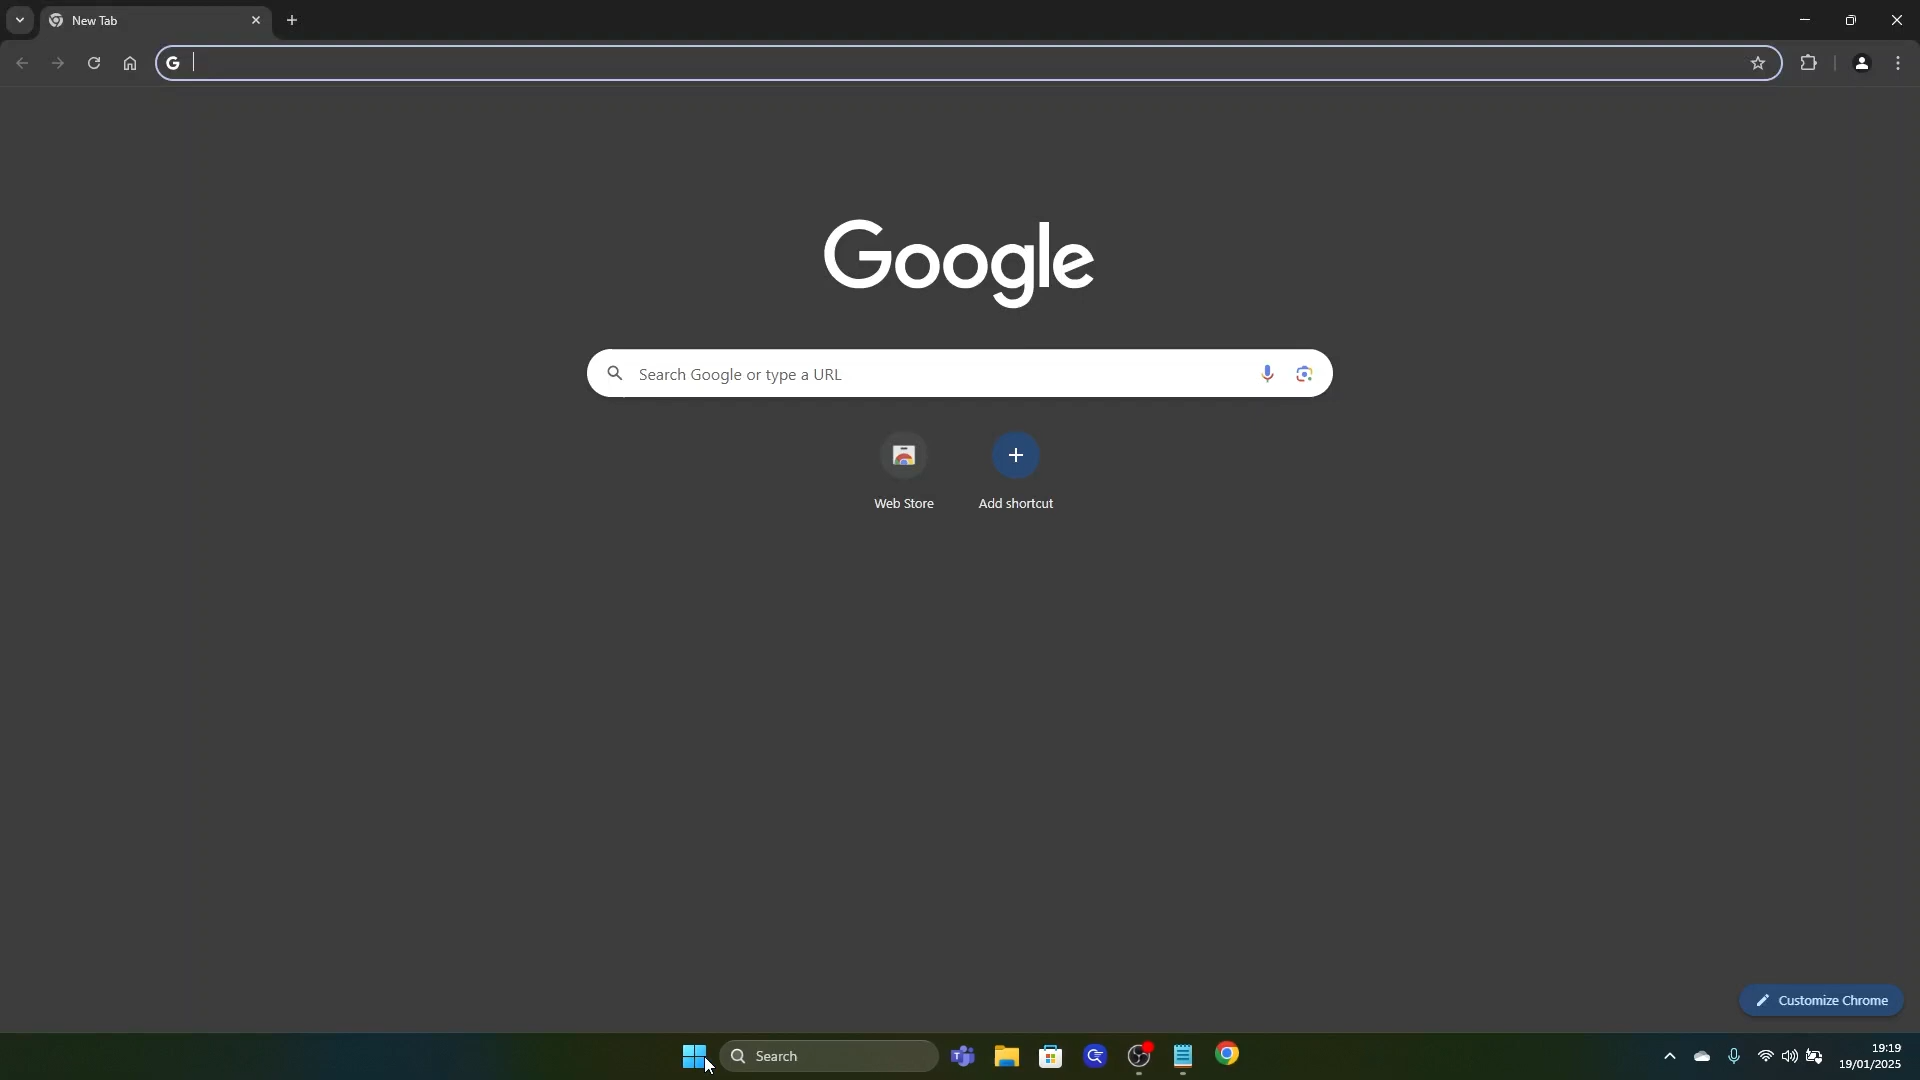 New Tab
Google
Search Google or type a URL
Web Store
Add shortcut
Customize Chrome
Search
19:19
19/01/2025